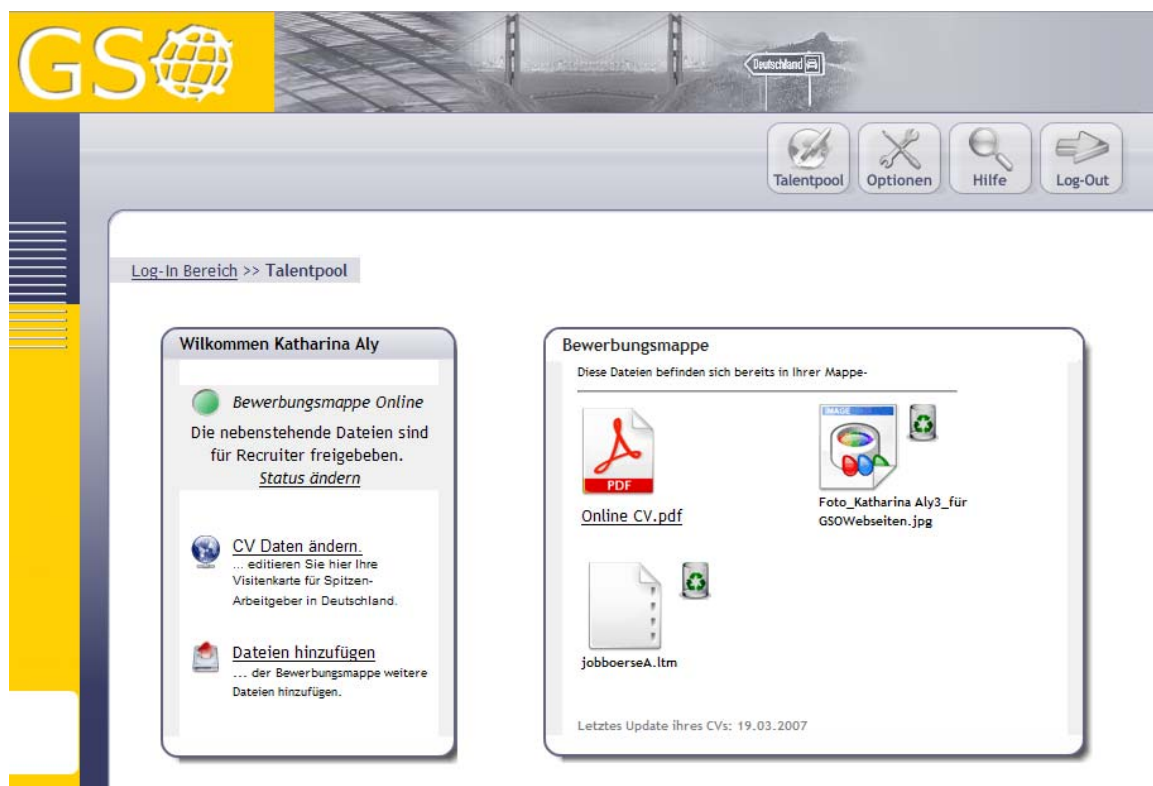 GSO
Deutschland
Talentpool
Optionen
Hilfe
Log-Out
Log-In Bereich >> Talentpool
Wilkommen Katharina Aly
Bewerbungsmappe Online
Die nebenstehende Dateien sind
für Recruiter freigebeben.
Status ändern
CV Daten ändern.
... editieren Sie hier Ihre
Visitenkarte für Spitzen-
Arbeitgeber in Deutschland.
Dateien hinzufügen
... der Bewerbungsmappe weitere
Dateien hinzufügen.
Bewerbungsmappe
Diese Dateien befinden sich bereits in Ihrer Mappe-
PDF
Online CV.pdf
IMAGE
Foto_Katharina Aly3_für
GSOWebseiten.jpg
jobboerseA.ltm
Letztes Update ihres CVs: 19.03.2007